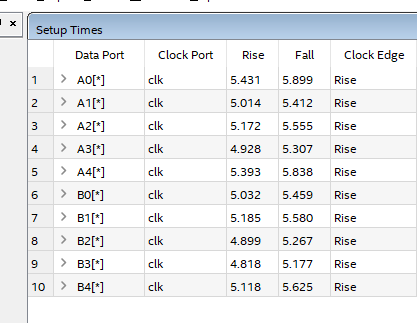 Setup Times
Data Port Clock Port Rise Fall Clock Edge
1 A0[*] clk 5.431 5.899 Rise
2 A1[*] clk 5.014 5.412 Rise
3 A2[*] clk 5.172 5.555 Rise
4 A3[*] clk 4.928 5.307 Rise
5 A4[*] clk 5.393 5.838 Rise
6 B0[*] clk 5.032 5.459 Rise
7 B1[*] clk 5.185 5.580 Rise
8 B2[*] clk 4.899 5.267 Rise
9 B3[*] clk 4.818 5.177 Rise
10 B4[*] clk 5.118 5.625 Rise